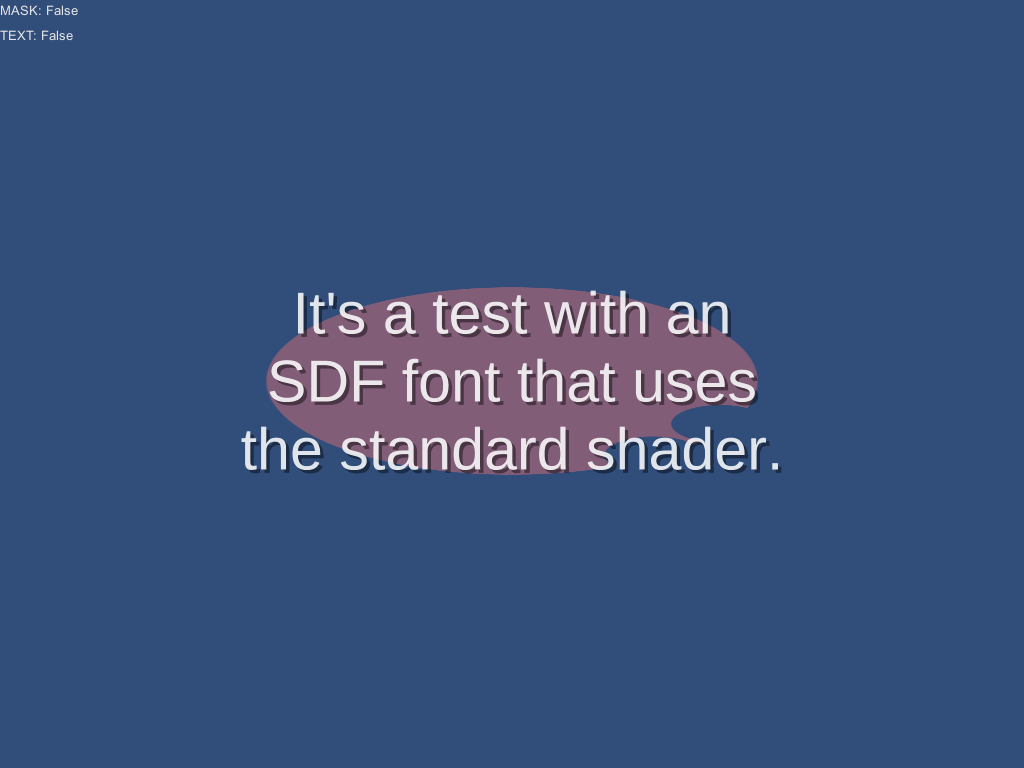 MASK: False
TEXT: False
It's a test with an
SDF font that uses
the standard shader.